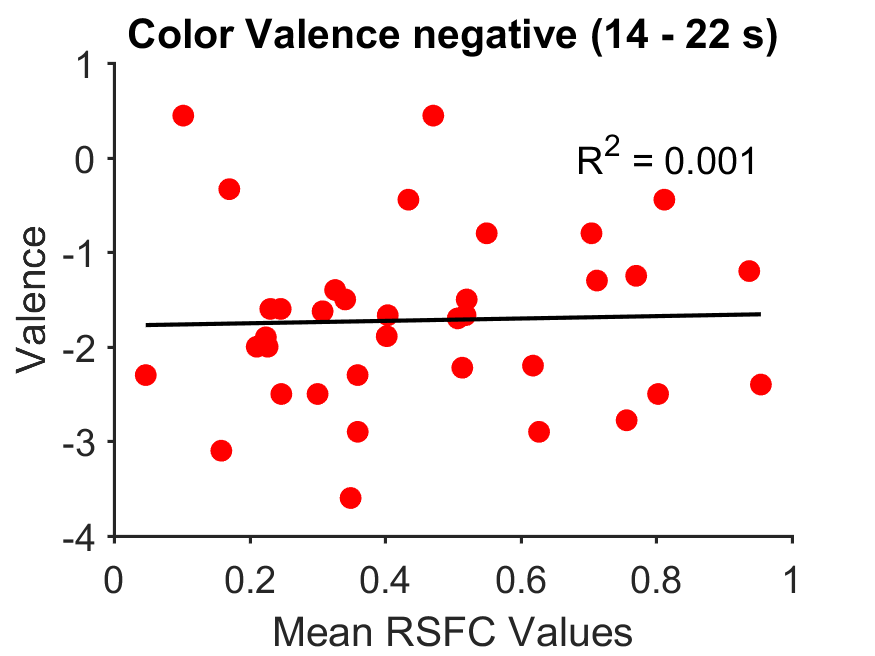 Color Valence negative (14 - 22 s)
1
0
-1
-2
-3
-4
Valence
R² = 0.001
0 0.2 0.4 0.6 0.8 1
Mean RSFC Values